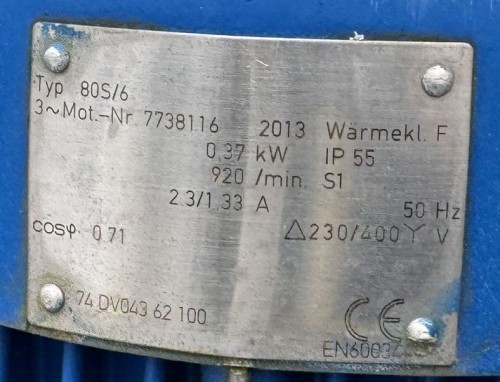 Typ 80S/6
3~Mot.-Nr. 7738116 2013 Wärmekl. F
0,37 kW IP 55
920 /min. S1
2.3/1.33 A 50 Hz
cosφ 0,71 △230/400Y V
74 DV043 62 100
CE